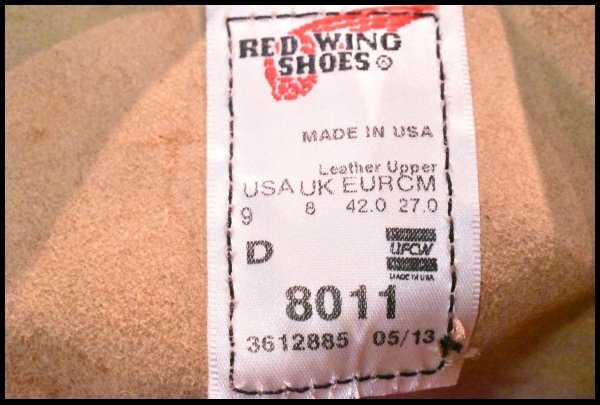 RED WING
SHOES ®
MADE IN USA
Leather Upper
USA UK EUR CM
9 8 42.0 27.0
D
UFCW
MADE IN USA
8011
3612885 05/13